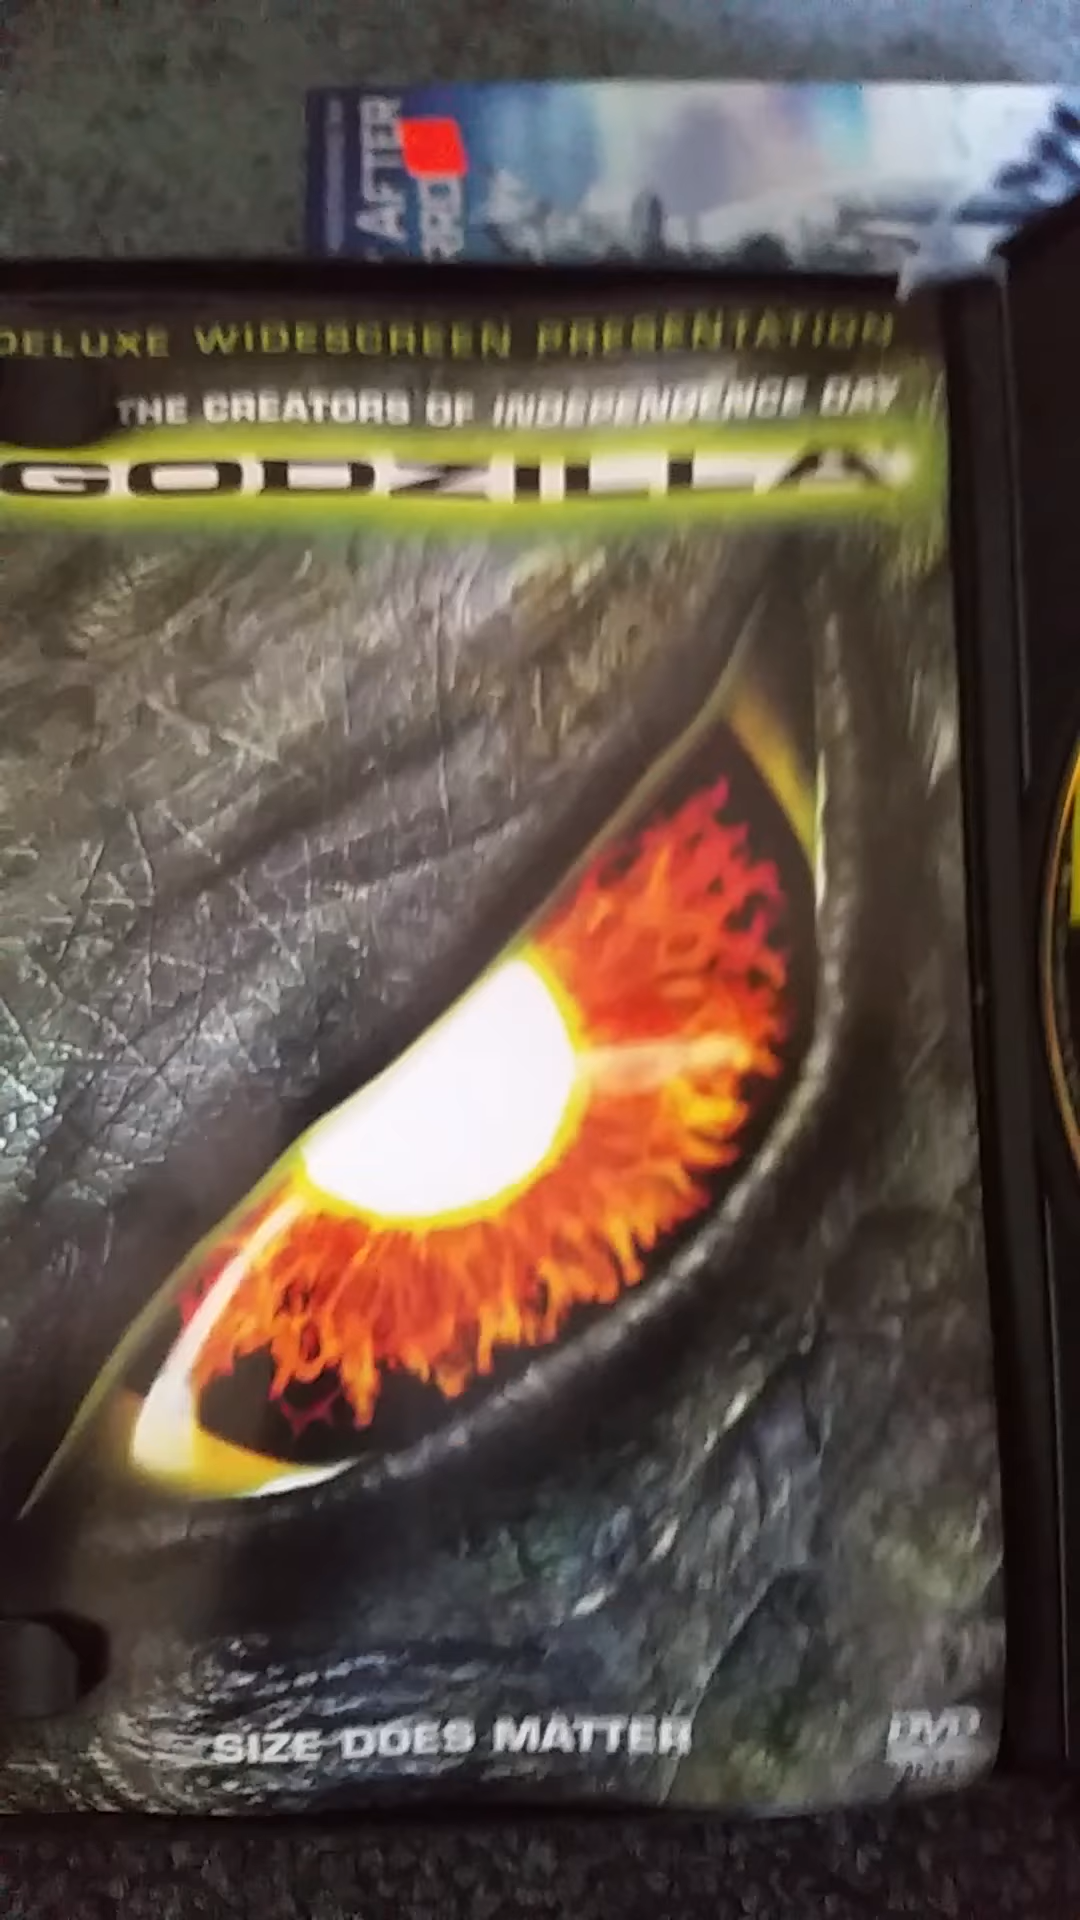 AFTER
DELUXE WIDESCREEN PRESENTATION
THE CREATORS OF INDEPENDENCE DAY
GODZILLA
SIZE DOES MATTER
DVD